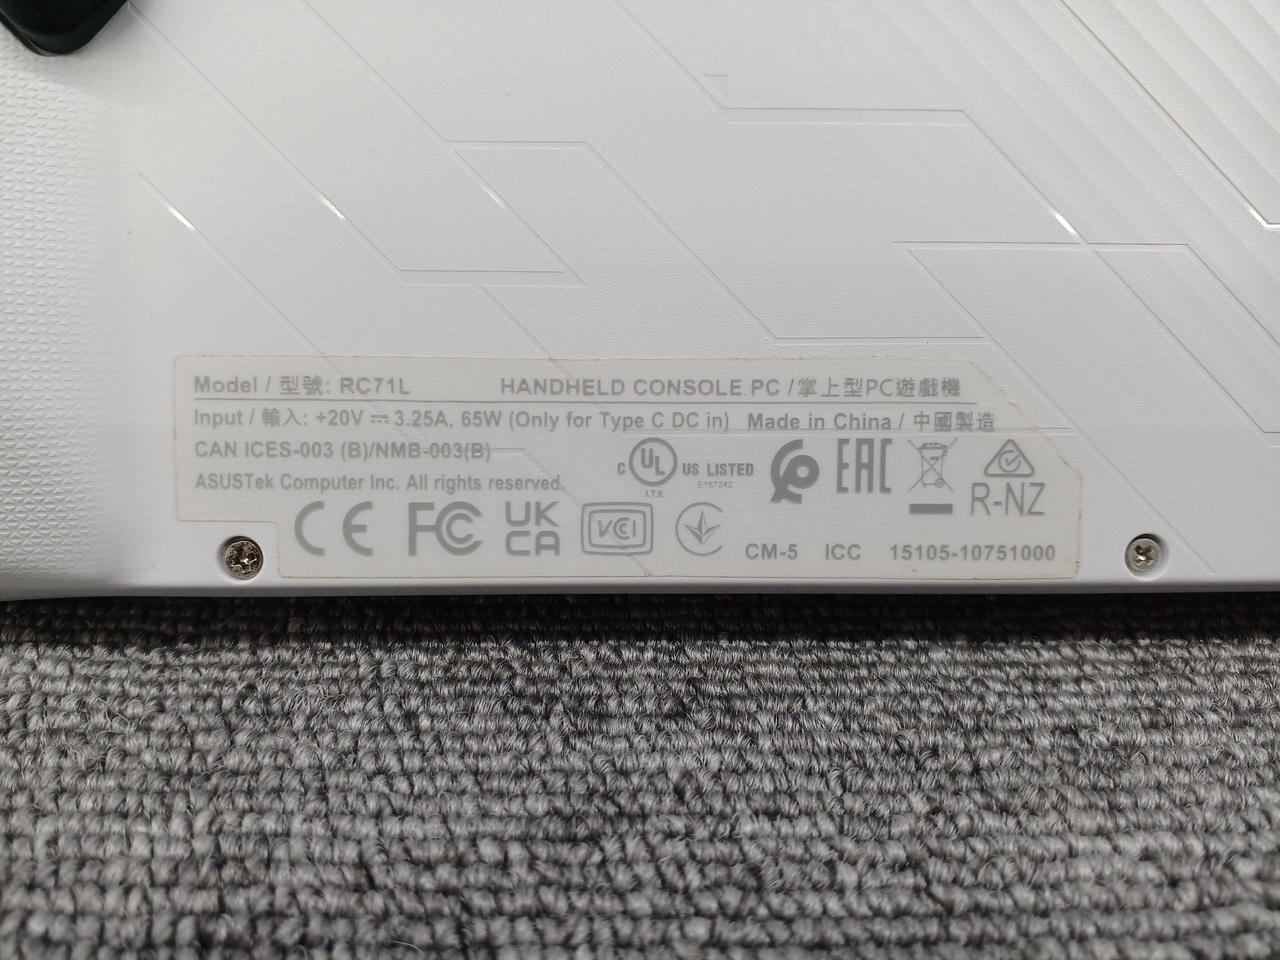 Model / 型號: RC71L HANDHELD CONSOLE PC / 掌上型PC遊戲機
Input / 輸入: +20V ⎓ 3.25A, 65W (Only for Type C DC in) Made in China / 中國製造
CAN ICES-003 (B)/NMB-003(B)
C UL US LISTED
E187242
I.T.E.
EAC
R-NZ
ASUSTek Computer Inc. All rights reserved.
CE FC UK CA VCI
CM-5 ICC 15105-10751000